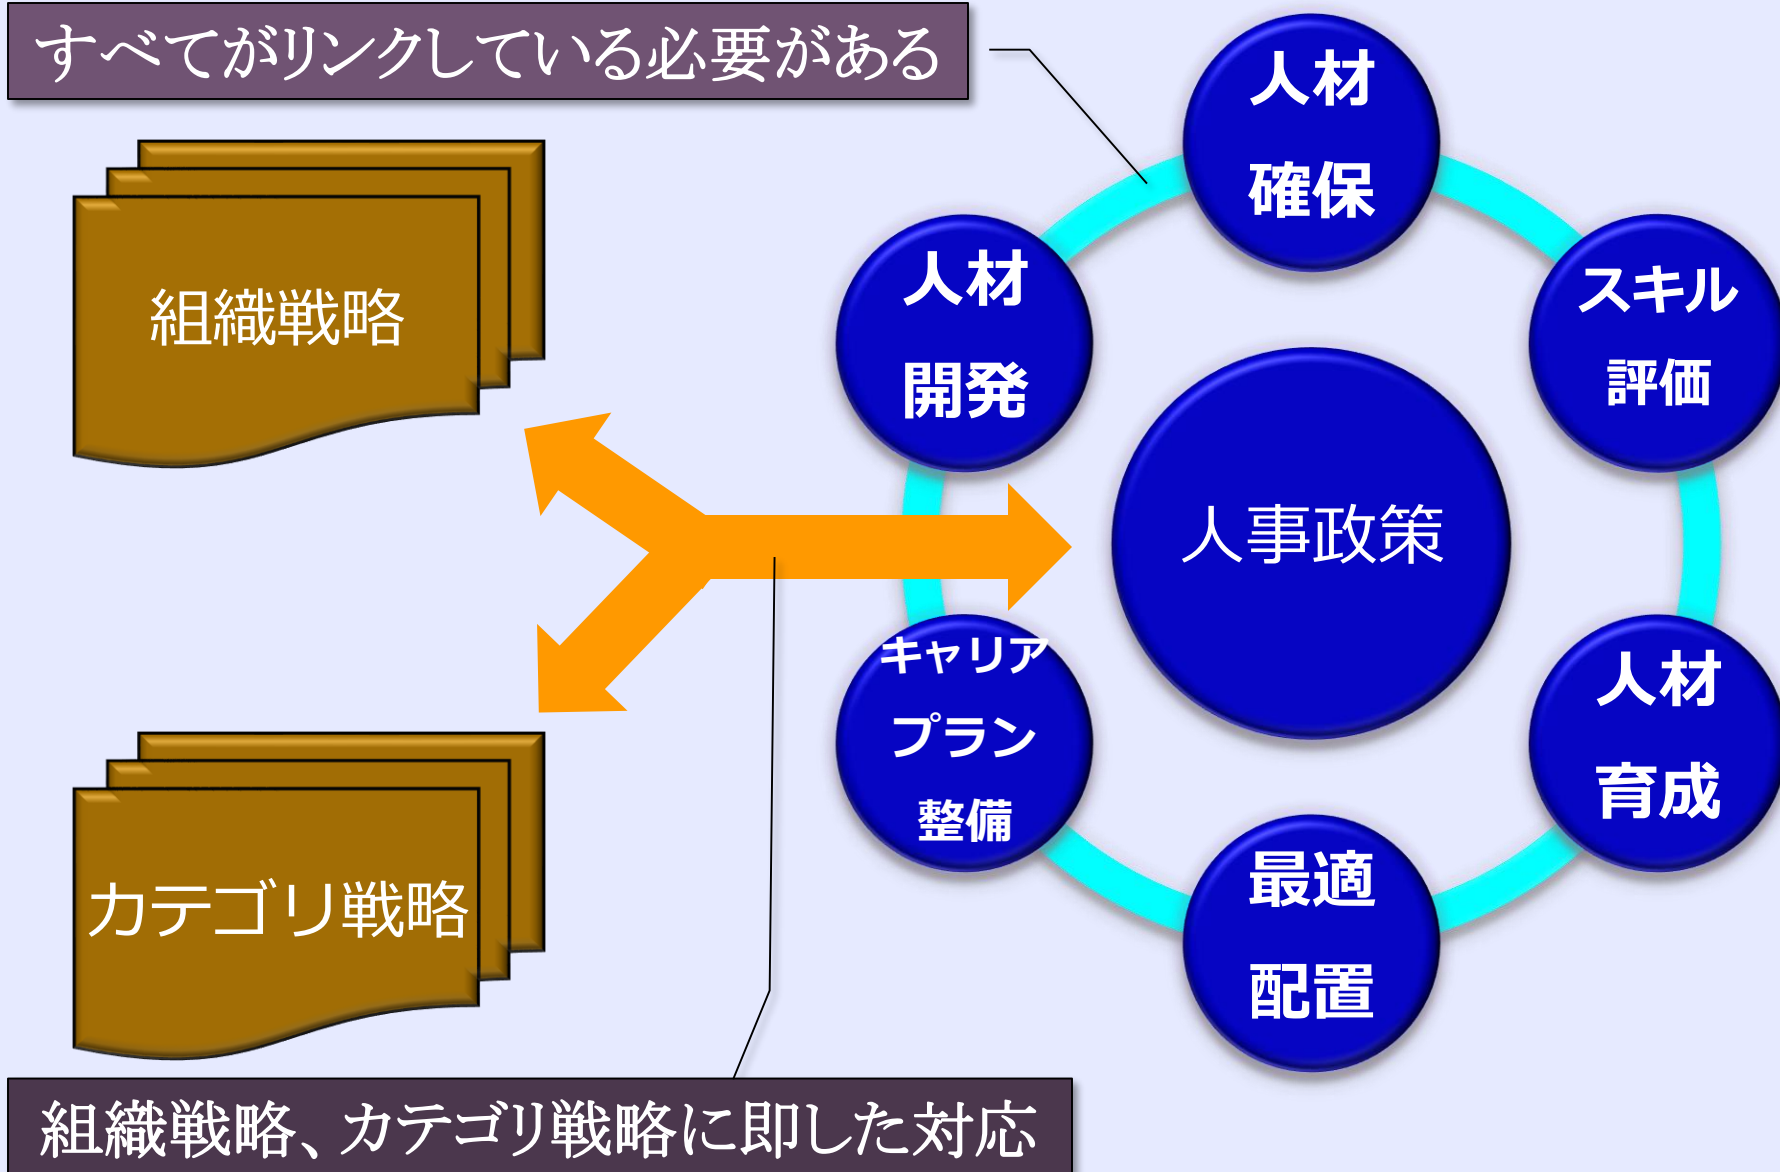 すべてがリンクしている必要がある
人材
確保
人材
開発
スキル
評価
組織戦略
人事政策
キャリア
プラン
整備
人材
育成
最適
配置
カテゴリ戦略
組織戦略、カテゴリ戦略に即した対応